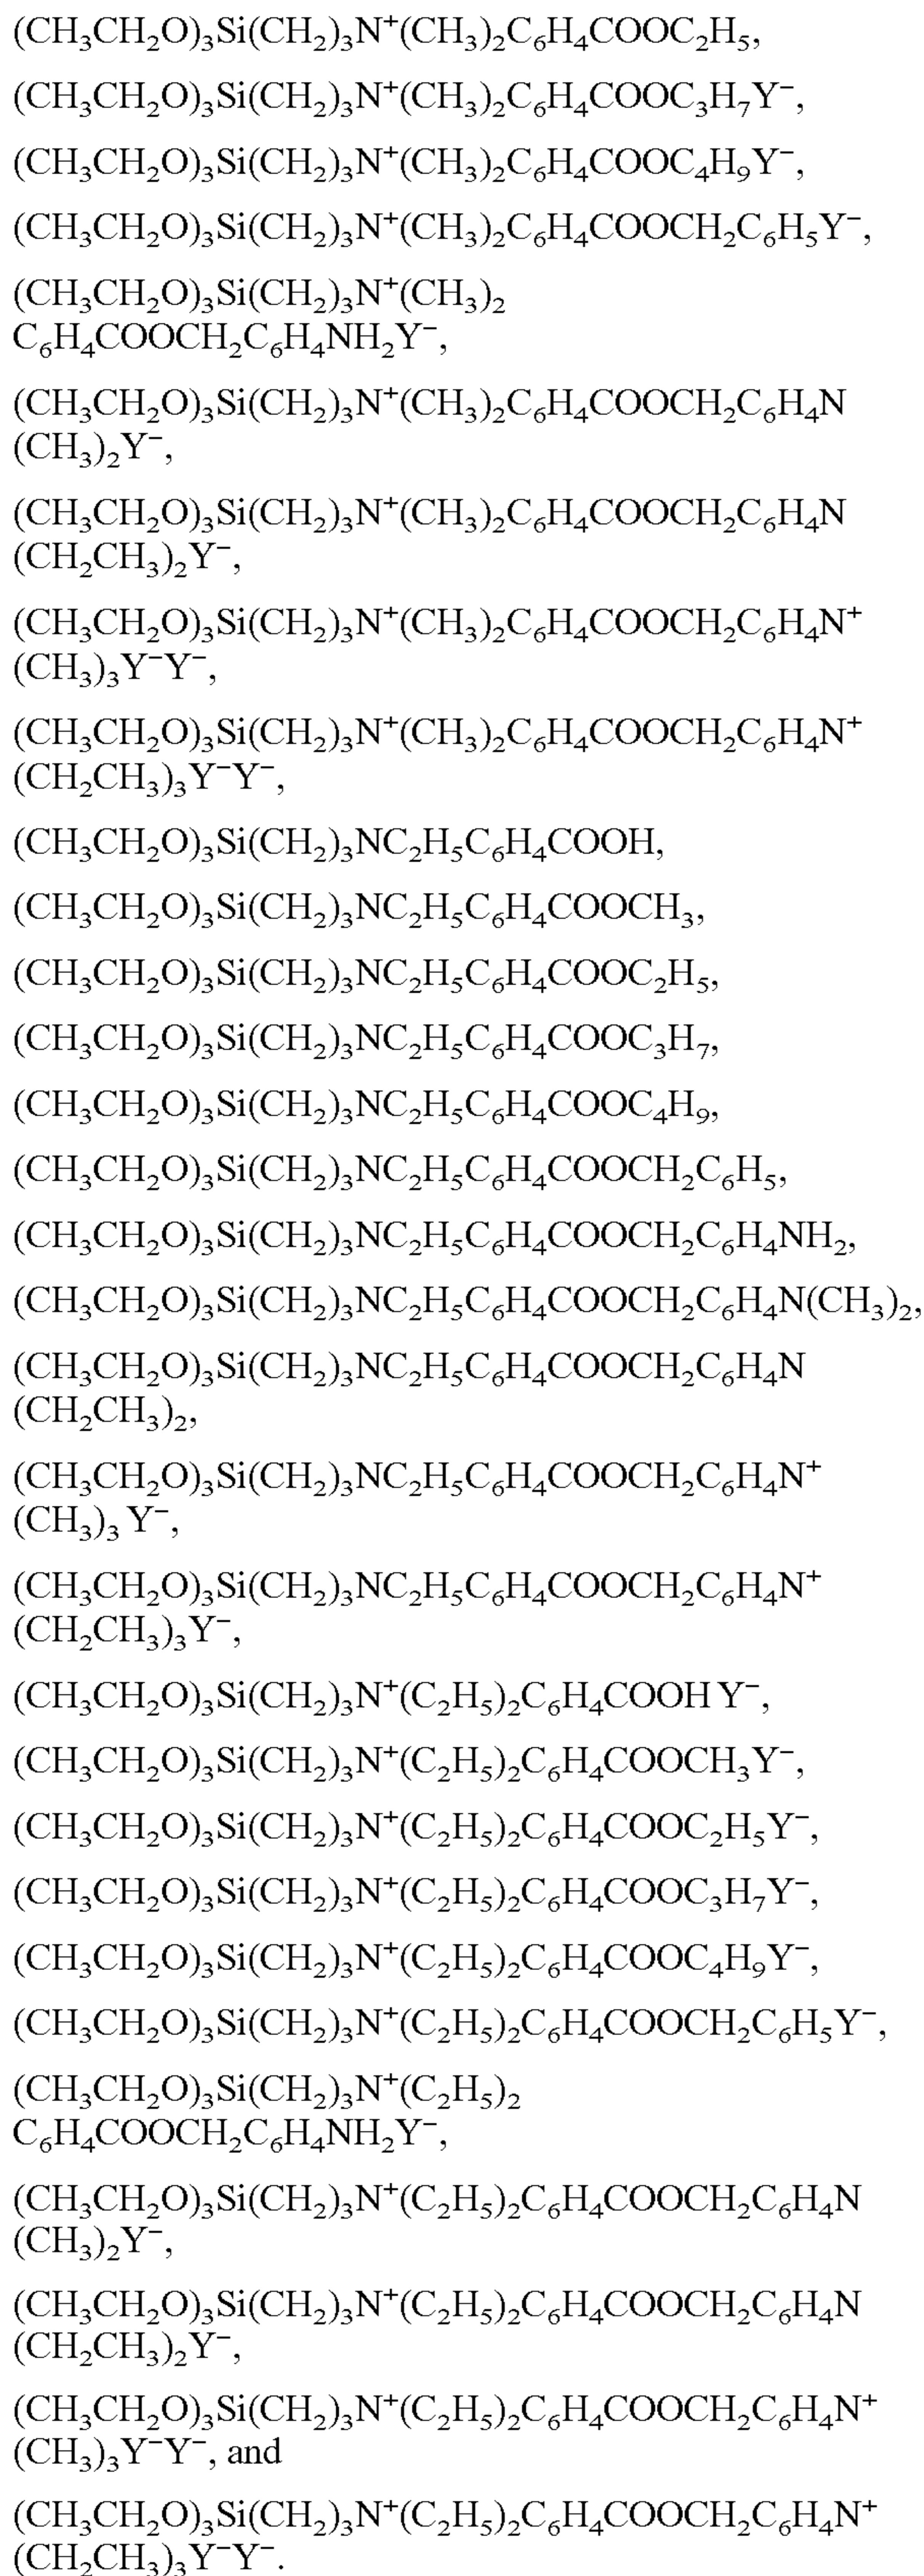 (CH₃CH₂O)₃Si(CH₂)₃N⁺(CH₃)₂C₆H₄COOC₂H₅,
(CH₃CH₂O)₃Si(CH₂)₃N⁺(CH₃)₂C₆H₄COOC₃H₇Y⁻,
(CH₃CH₂O)₃Si(CH₂)₃N⁺(CH₃)₂C₆H₄COOC₄H₉Y⁻,
(CH₃CH₂O)₃Si(CH₂)₃N⁺(CH₃)₂C₆H₄COOCH₂C₆H₅Y⁻,
(CH₃CH₂O)₃Si(CH₂)₃N⁺(CH₃)₂
C₆H₄COOCH₂C₆H₄NH₂Y⁻,
(CH₃CH₂O)₃Si(CH₂)₃N⁺(CH₃)₂C₆H₄COOCH₂C₆H₄N
(CH₃)₂Y⁻,
(CH₃CH₂O)₃Si(CH₂)₃N⁺(CH₃)₂C₆H₄COOCH₂C₆H₄N
(CH₂CH₃)₂Y⁻,
(CH₃CH₂O)₃Si(CH₂)₃N⁺(CH₃)₂C₆H₄COOCH₂C₆H₄N⁺
(CH₃)₃Y⁻Y⁻,
(CH₃CH₂O)₃Si(CH₂)₃N⁺(CH₃)₂C₆H₄COOCH₂C₆H₄N⁺
(CH₂CH₃)₃Y⁻Y⁻,
(CH₃CH₂O)₃Si(CH₂)₃NC₂H₅C₆H₄COOH,
(CH₃CH₂O)₃Si(CH₂)₃NC₂H₅C₆H₄COOCH₃,
(CH₃CH₂O)₃Si(CH₂)₃NC₂H₅C₆H₄COOC₂H₅,
(CH₃CH₂O)₃Si(CH₂)₃NC₂H₅C₆H₄COOC₃H₇,
(CH₃CH₂O)₃Si(CH₂)₃NC₂H₅C₆H₄COOC₄H₉,
(CH₃CH₂O)₃Si(CH₂)₃NC₂H₅C₆H₄COOCH₂C₆H₅,
(CH₃CH₂O)₃Si(CH₂)₃NC₂H₅C₆H₄COOCH₂C₆H₄NH₂,
(CH₃CH₂O)₃Si(CH₂)₃NC₂H₅C₆H₄COOCH₂C₆H₄N(CH₃)₂,
(CH₃CH₂O)₃Si(CH₂)₃NC₂H₅C₆H₄COOCH₂C₆H₄N
(CH₂CH₃)₂,
(CH₃CH₂O)₃Si(CH₂)₃NC₂H₅C₆H₄COOCH₂C₆H₄N⁺
(CH₃)₃ Y⁻,
(CH₃CH₂O)₃Si(CH₂)₃NC₂H₅C₆H₄COOCH₂C₆H₄N⁺
(CH₂CH₃)₃Y⁻,
(CH₃CH₂O)₃Si(CH₂)₃N⁺(C₂H₅)₂C₆H₄COOH Y⁻,
(CH₃CH₂O)₃Si(CH₂)₃N⁺(C₂H₅)₂C₆H₄COOCH₃Y⁻,
(CH₃CH₂O)₃Si(CH₂)₃N⁺(C₂H₅)₂C₆H₄COOC₂H₅Y⁻,
(CH₃CH₂O)₃Si(CH₂)₃N⁺(C₂H₅)₂C₆H₄COOC₃H₇Y⁻,
(CH₃CH₂O)₃Si(CH₂)₃N⁺(C₂H₅)₂C₆H₄COOC₄H₉Y⁻,
(CH₃CH₂O)₃Si(CH₂)₃N⁺(C₂H₅)₂C₆H₄COOCH₂C₆H₅Y⁻,
(CH₃CH₂O)₃Si(CH₂)₃N⁺(C₂H₅)₂
C₆H₄COOCH₂C₆H₄NH₂Y⁻,
(CH₃CH₂O)₃Si(CH₂)₃N⁺(C₂H₅)₂C₆H₄COOCH₂C₆H₄N
(CH₃)₂Y⁻,
(CH₃CH₂O)₃Si(CH₂)₃N⁺(C₂H₅)₂C₆H₄COOCH₂C₆H₄N
(CH₂CH₃)₂Y⁻,
(CH₃CH₂O)₃Si(CH₂)₃N⁺(C₂H₅)₂C₆H₄COOCH₂C₆H₄N⁺
(CH₃)₃Y⁻Y⁻, and
(CH₃CH₂O)₃Si(CH₂)₃N⁺(C₂H₅)₂C₆H₄COOCH₂C₆H₄N⁺
(CH₂CH₃)₃Y⁻Y⁻.